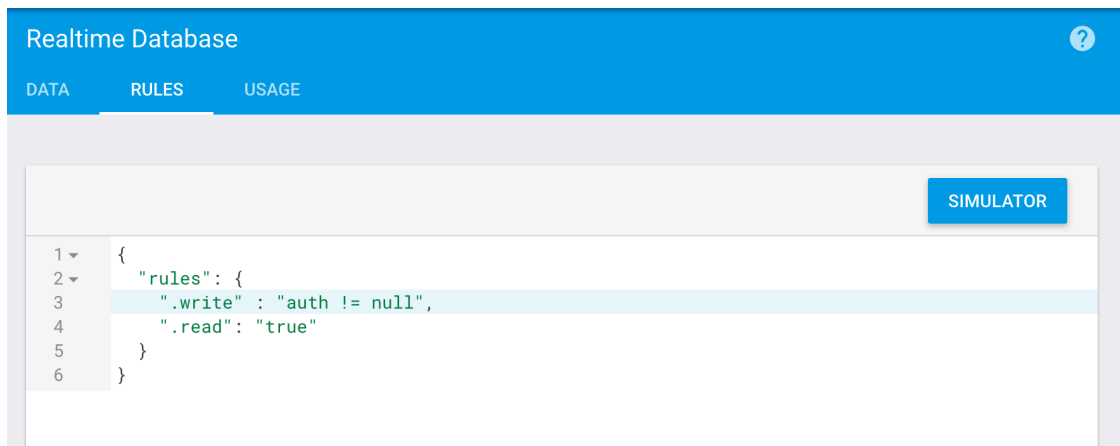 Realtime Database
?
DATA RULES USAGE
SIMULATOR
1 {
2 "rules": {
3 ".write" : "auth != null",
4 ".read": "true"
5 }
6 }